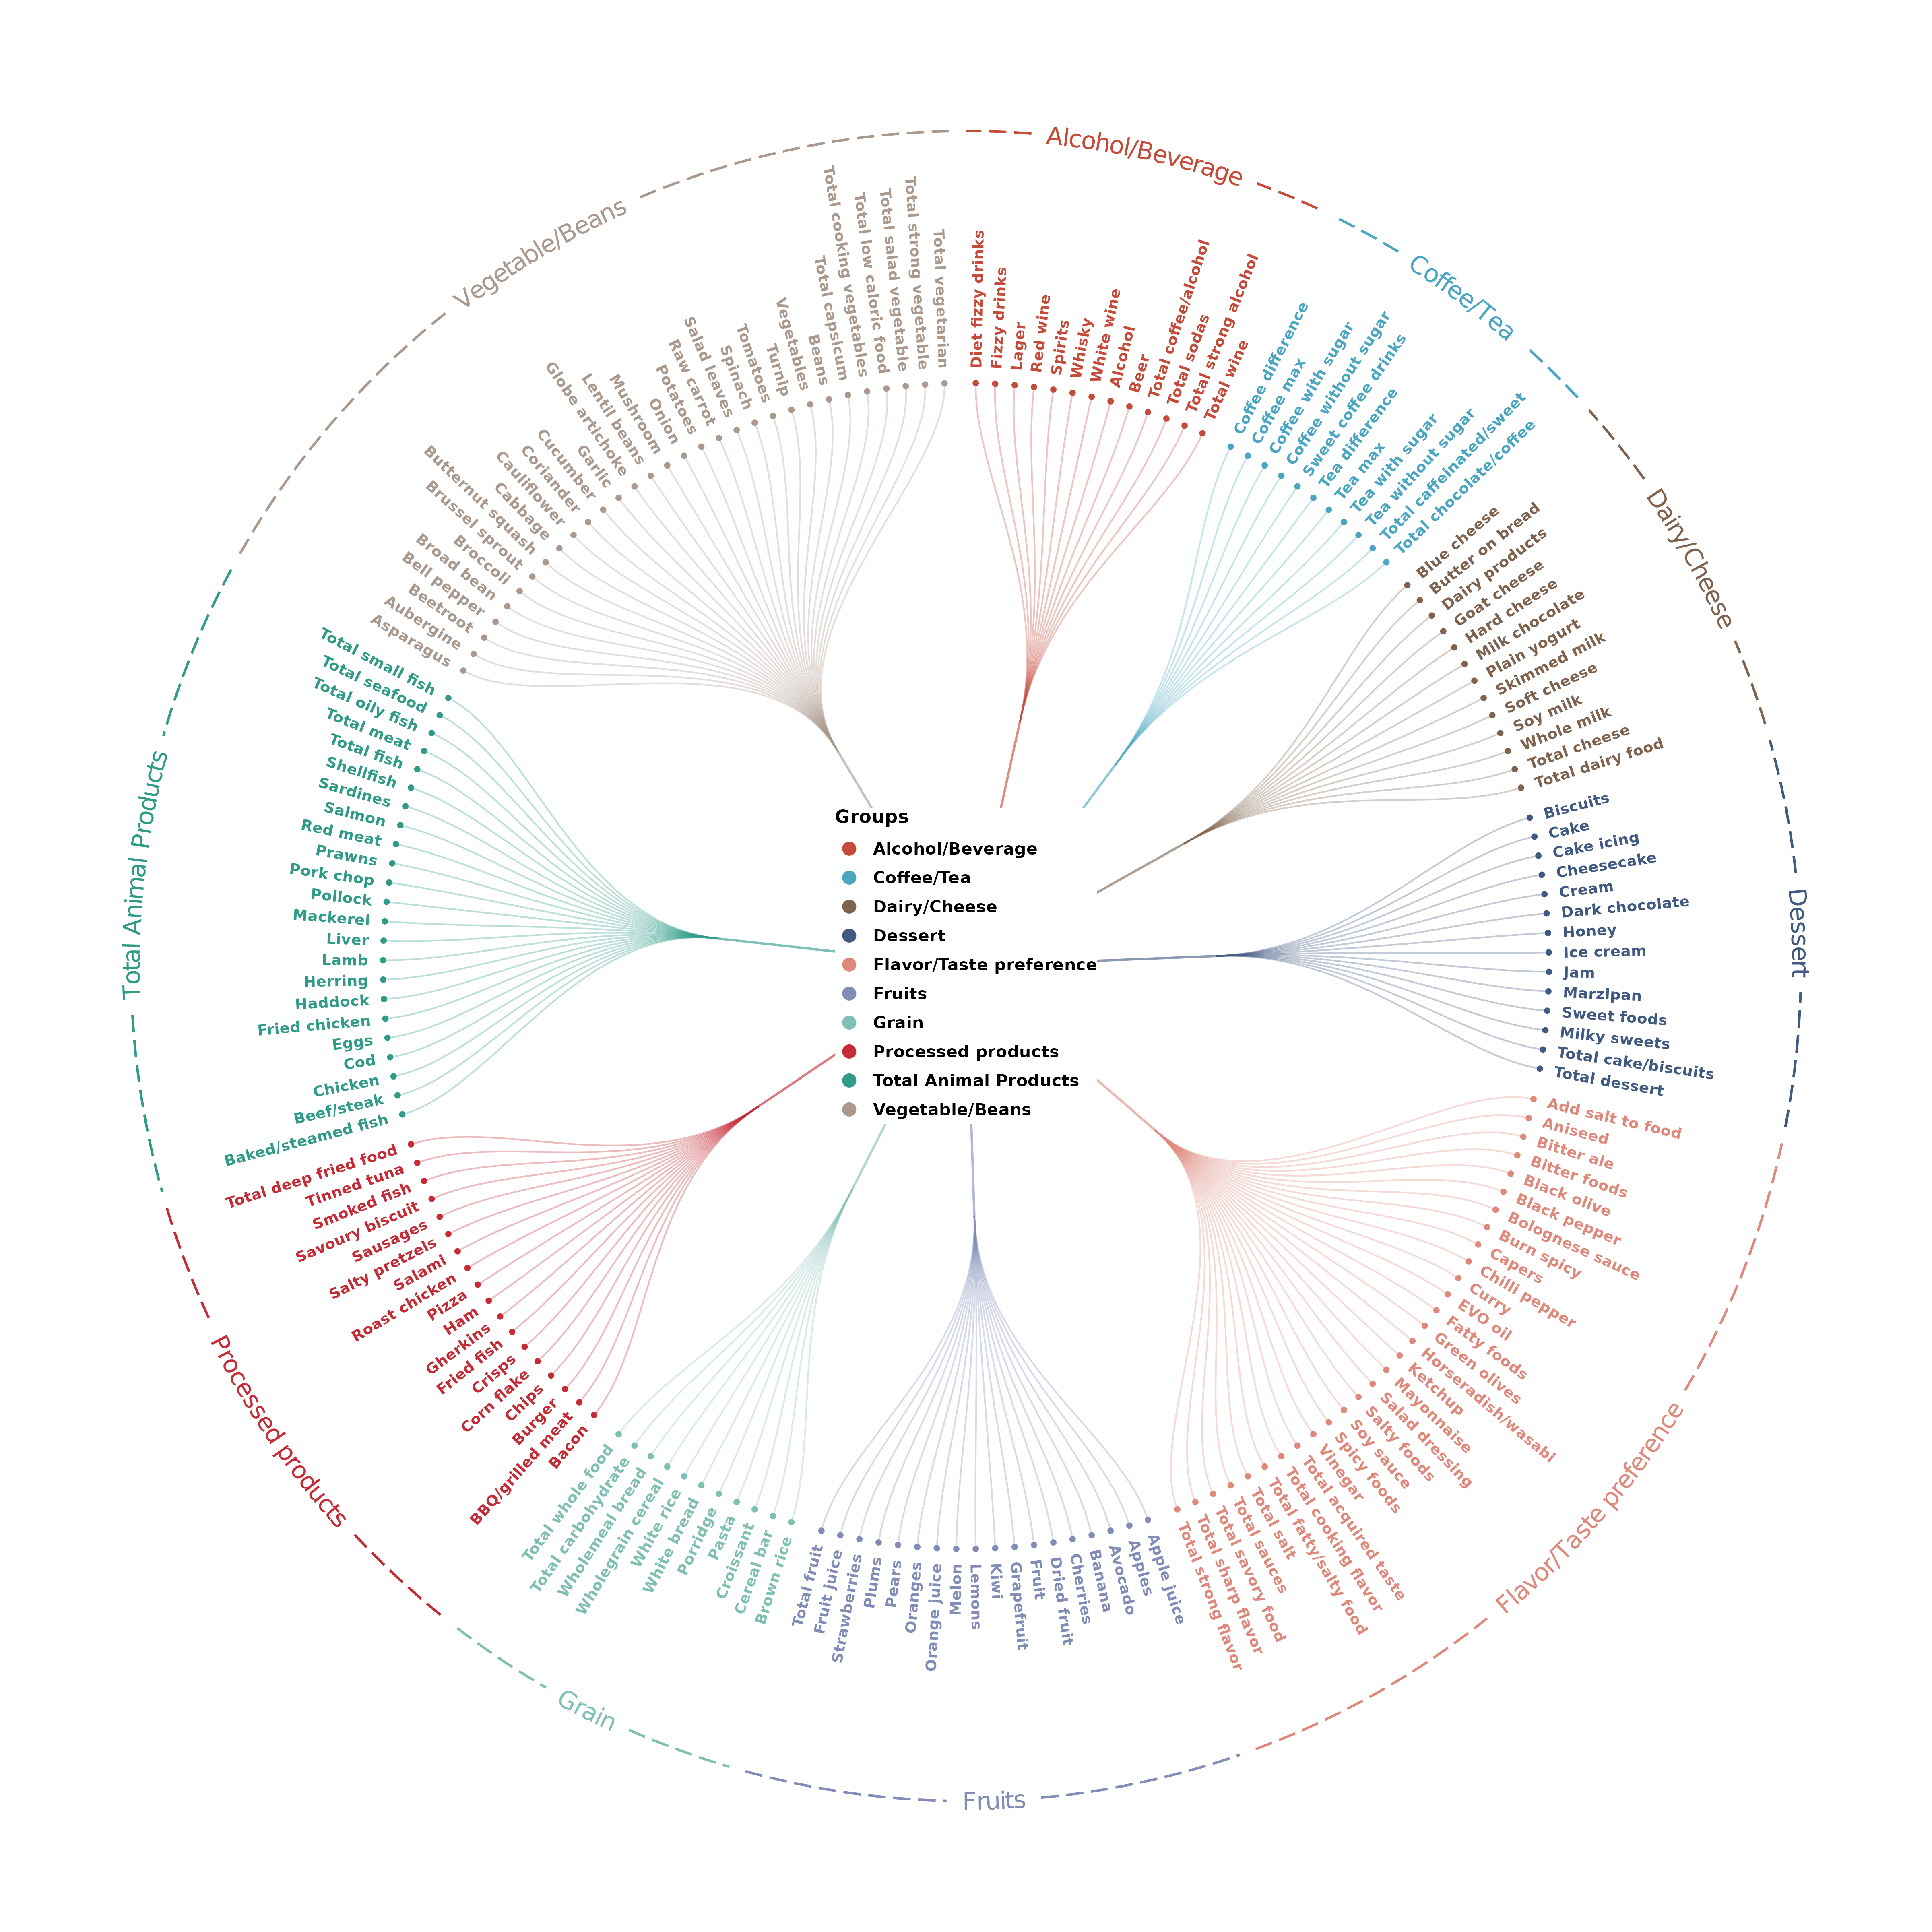 Alcohol/Beverage
Diet fizzy drinks
Fizzy drinks
Lager
Red wine
Spirits
Whisky
White wine
Alcohol
Beer
Total coffee/alcohol
Total sodas
Total strong alcohol
Total wine
Coffee/Tea
Coffee difference
Coffee max
Coffee with sugar
Coffee without sugar
Sweet coffee drinks
Tea difference
Tea max
Tea with sugar
Tea without sugar
Total caffeinated/sweet
Total chocolate/coffee
Dairy/Cheese
Blue cheese
Butter on bread
Dairy products
Goat cheese
Hard cheese
Milk chocolate
Plain yogurt
Skimmed milk
Soft cheese
Soy milk
Whole milk
Total cheese
Total dairy food
Dessert
Biscuits
Cake
Cake icing
Cheesecake
Cream
Dark chocolate
Honey
Ice cream
Jam
Marzipan
Sweet foods
Milky sweets
Total cake/biscuits
Total dessert
Flavor/Taste preference
Add salt to food
Aniseed
Bitter ale
Bitter foods
Black olive
Black pepper
Bolognese sauce
Burn spicy
Capers
Chilli pepper
Curry
EVO oil
Fatty foods
Green olives
Horseradish/wasabi
Ketchup
Mayonnaise
Salad dressing
Salty foods
Soy sauce
Spicy foods
Vinegar
Total acquired taste
Total cooking flavor
Total fatty/salty food
Total salt
Total sauces
Total savory food
Total sharp flavor
Total strong flavor
Fruits
Apple juice
Apples
Avocado
Banana
Cherries
Dried fruit
Fruit
Grapefruit
Kiwi
Lemons
Melon
Orange juice
Oranges
Pears
Plums
Strawberries
Fruit juice
Total fruit
Grain
Brown rice
Cereal bar
Croissant
Pasta
Porridge
White bread
White rice
Wholegrain cereal
Wholemeal bread
Total carbohydrate
Total whole food
Processed products
Bacon
BBQ/grilled meat
Burger
Chips
Corn flake
Crisps
Fried fish
Gherkins
Ham
Pizza
Roast chicken
Salami
Salty pretzels
Sausages
Savoury biscuit
Smoked fish
Tinned tuna
Total deep fried food
Total Animal Products
Baked/steamed fish
Beef/steak
Chicken
Cod
Eggs
Fried chicken
Haddock
Herring
Lamb
Liver
Mackerel
Pollock
Pork chop
Prawns
Red meat
Salmon
Sardines
Shellfish
Total fish
Total meat
Total oily fish
Total seafood
Total small fish
Vegetable/Beans
Asparagus
Aubergine
Beetroot
Bell pepper
Broad bean
Broccoli
Brussel sprout
Butternut squash
Cabbage
Cauliflower
Coriander
Cucumber
Garlic
Globe artichoke
Lentil beans
Mushroom
Onion
Potatoes
Raw carrot
Salad leaves
Spinach
Tomatoes
Turnip
Vegetables
Beans
Total capsicum
Total cooking vegetables
Total low caloric food
Total salad vegetable
Total strong vegetable
Total vegetarian
Groups
Alcohol/Beverage
Coffee/Tea
Dairy/Cheese
Dessert
Flavor/Taste preference
Fruits
Grain
Processed products
Total Animal Products
Vegetable/Beans